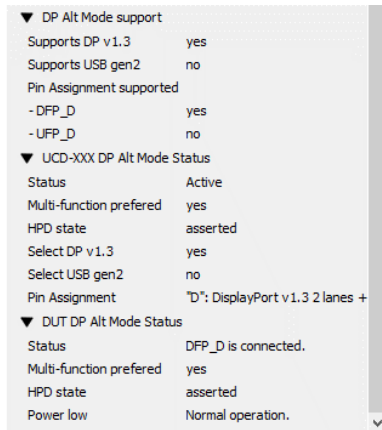 ▼ DP Alt Mode support
Supports DP v1.3 yes
Supports USB gen2 no
Pin Assignment supported
- DFP_D yes
- UFP_D no
▼ UCD-XXX DP Alt Mode Status
Status Active
Multi-function prefered yes
HPD state asserted
Select DP v1.3 yes
Select USB gen2 no
Pin Assignment "D": DisplayPort v1.3 2 lanes +
▼ DUT DP Alt Mode Status
Status DFP_D is connected.
Multi-function prefered yes
HPD state asserted
Power low Normal operation.